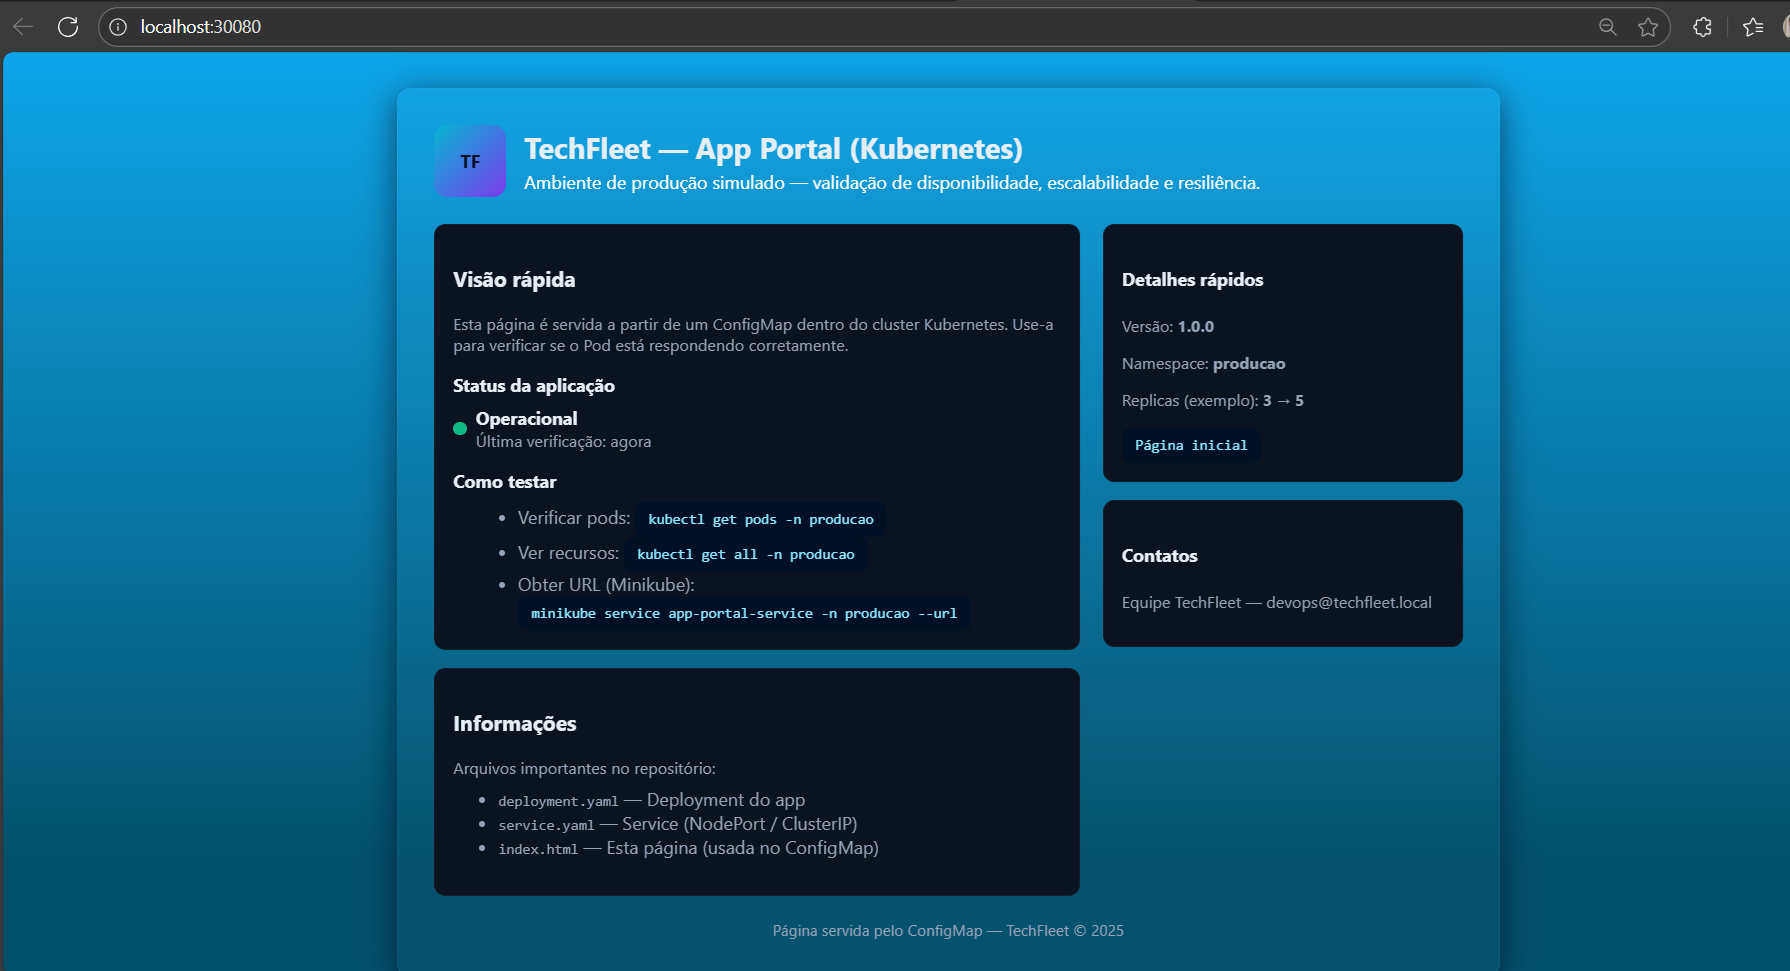 localhost:30080
TF
TechFleet — App Portal (Kubernetes)
Ambiente de produção simulado — validação de disponibilidade, escalabilidade e resiliência.
Visão rápida
Esta página é servida a partir de um ConfigMap dentro do cluster Kubernetes. Use-a
para verificar se o Pod está respondendo corretamente.
Status da aplicação
Operacional
Última verificação: agora
Como testar
• Verificar pods: kubectl get pods -n producao
• Ver recursos: kubectl get all -n producao
• Obter URL (Minikube):
minikube service app-portal-service -n producao --url
Detalhes rápidos
Versão: 1.0.0
Namespace: producao
Replicas (exemplo): 3 → 5
Página inicial
Contatos
Equipe TechFleet — devops@techfleet.local
Informações
Arquivos importantes no repositório:
• deployment.yaml — Deployment do app
• service.yaml — Service (NodePort / ClusterIP)
• index.html — Esta página (usada no ConfigMap)
Página servida pelo ConfigMap — TechFleet © 2025